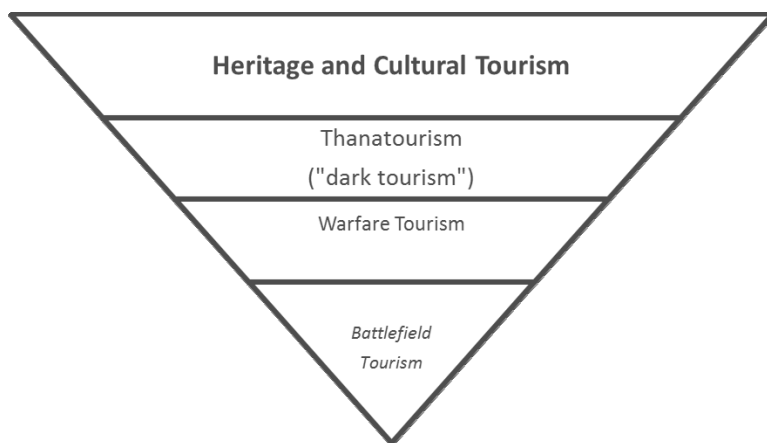 Heritage and Cultural Tourism
Thanatourism
("dark tourism")
Warfare Tourism
Battlefield
Tourism